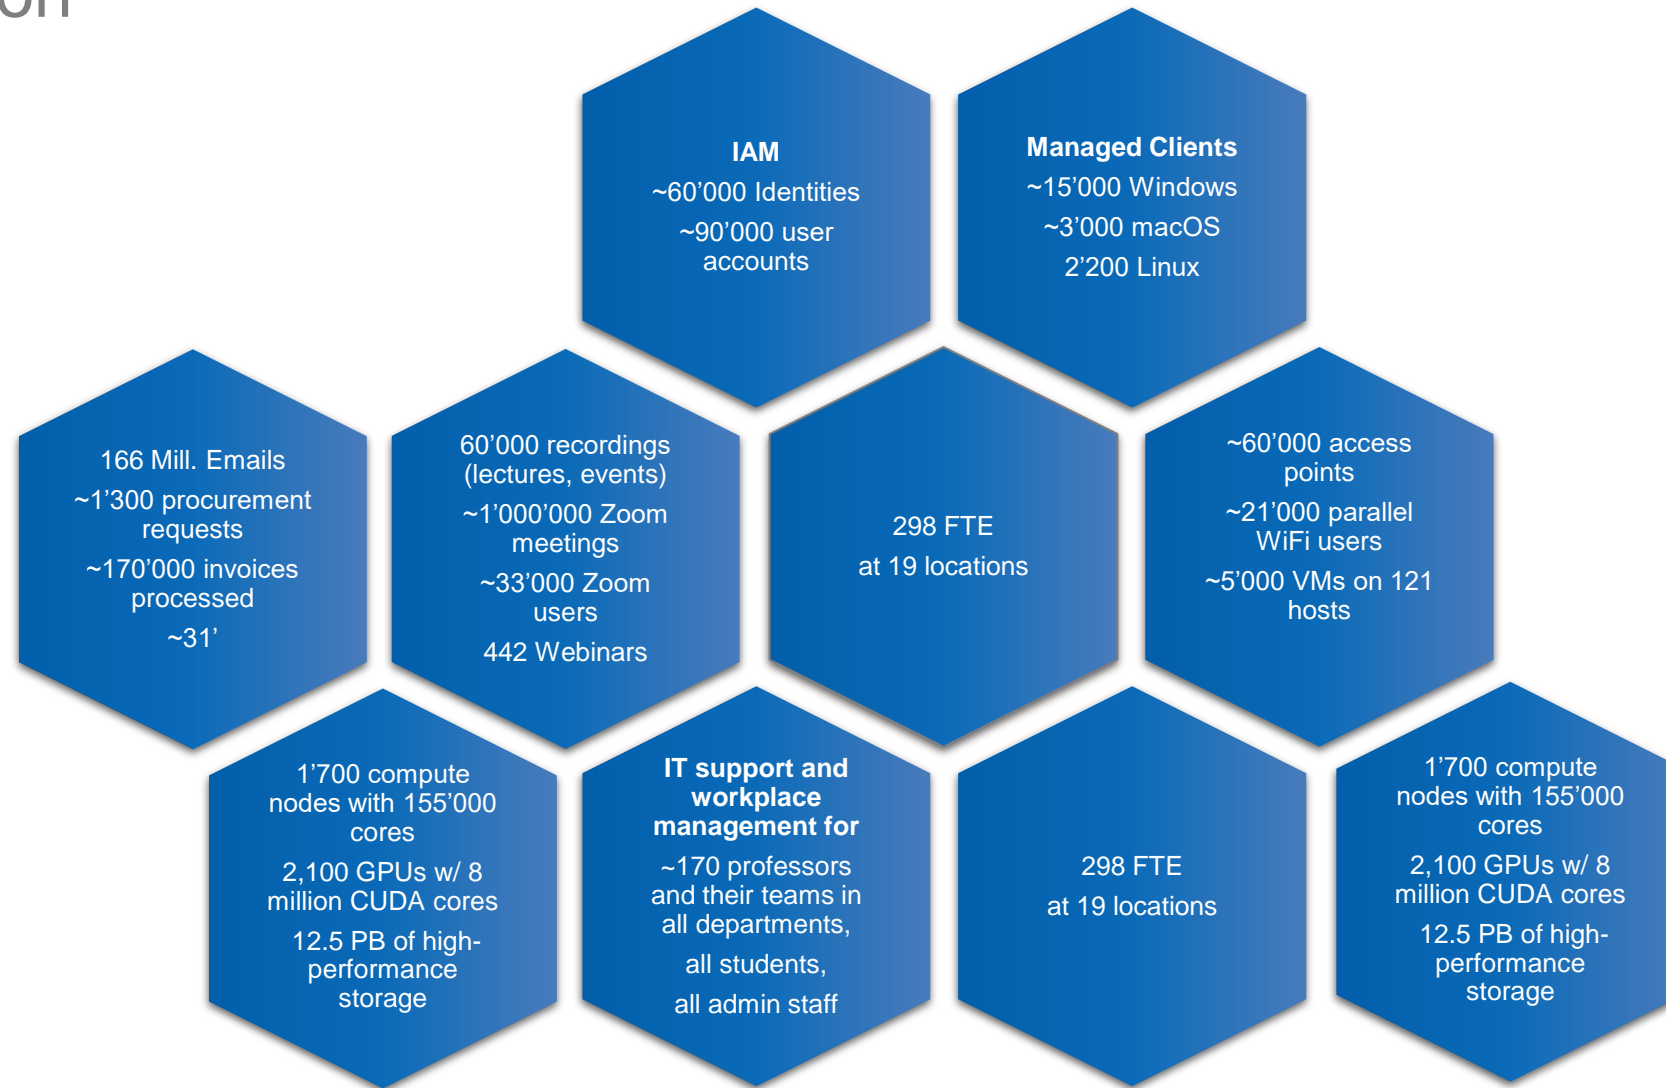 on
IAM
~60’000 Identities
~90’000 user
accounts
Managed Clients
~15’000 Windows
~3’000 macOS
2’200 Linux
166 Mill. Emails
~1’300 procurement
requests
~170’000 invoices
processed
~31’
60’000 recordings
(lectures, events)
~1’000’000 Zoom
meetings
~33’000 Zoom
users
442 Webinars
298 FTE
at 19 locations
~60’000 access
points
~21’000 parallel
WiFi users
~5’000 VMs on 121
hosts
1’700 compute
nodes with 155’000
cores
2,100 GPUs w/ 8
million CUDA cores
12.5 PB of high-
performance
storage
IT support and
workplace
management for
~170 professors
and their teams in
all departments,
all students,
all admin staff
298 FTE
at 19 locations
1’700 compute
nodes with 155’000
cores
2,100 GPUs w/ 8
million CUDA cores
12.5 PB of high-
performance
storage